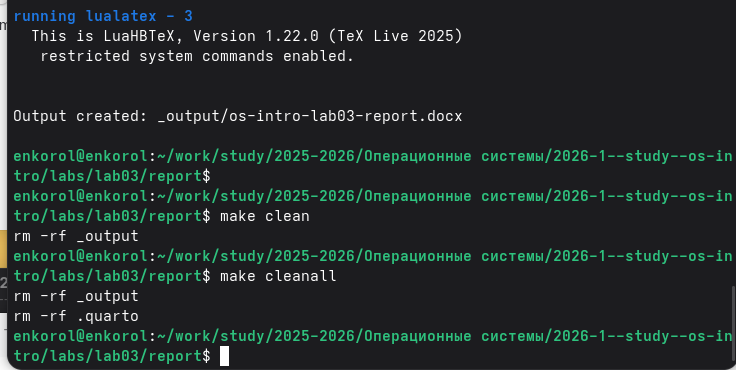 running lualatex - 3
This is LuaHBTeX, Version 1.22.0 (TeX Live 2025)
restricted system commands enabled.
Output created: _output/os-intro-lab03-report.docx
enkorol@enkorol:~/work/study/2025-2026/Операционные системы/2026-1--study--os-in
tro/labs/lab03/report$
enkorol@enkorol:~/work/study/2025-2026/Операционные системы/2026-1--study--os-in
tro/labs/lab03/report$ make clean
rm -rf _output
enkorol@enkorol:~/work/study/2025-2026/Операционные системы/2026-1--study--os-in
tro/labs/lab03/report$ make cleanall
rm -rf _output
rm -rf .quarto
enkorol@enkorol:~/work/study/2025-2026/Операционные системы/2026-1--study--os-in
tro/labs/lab03/report$